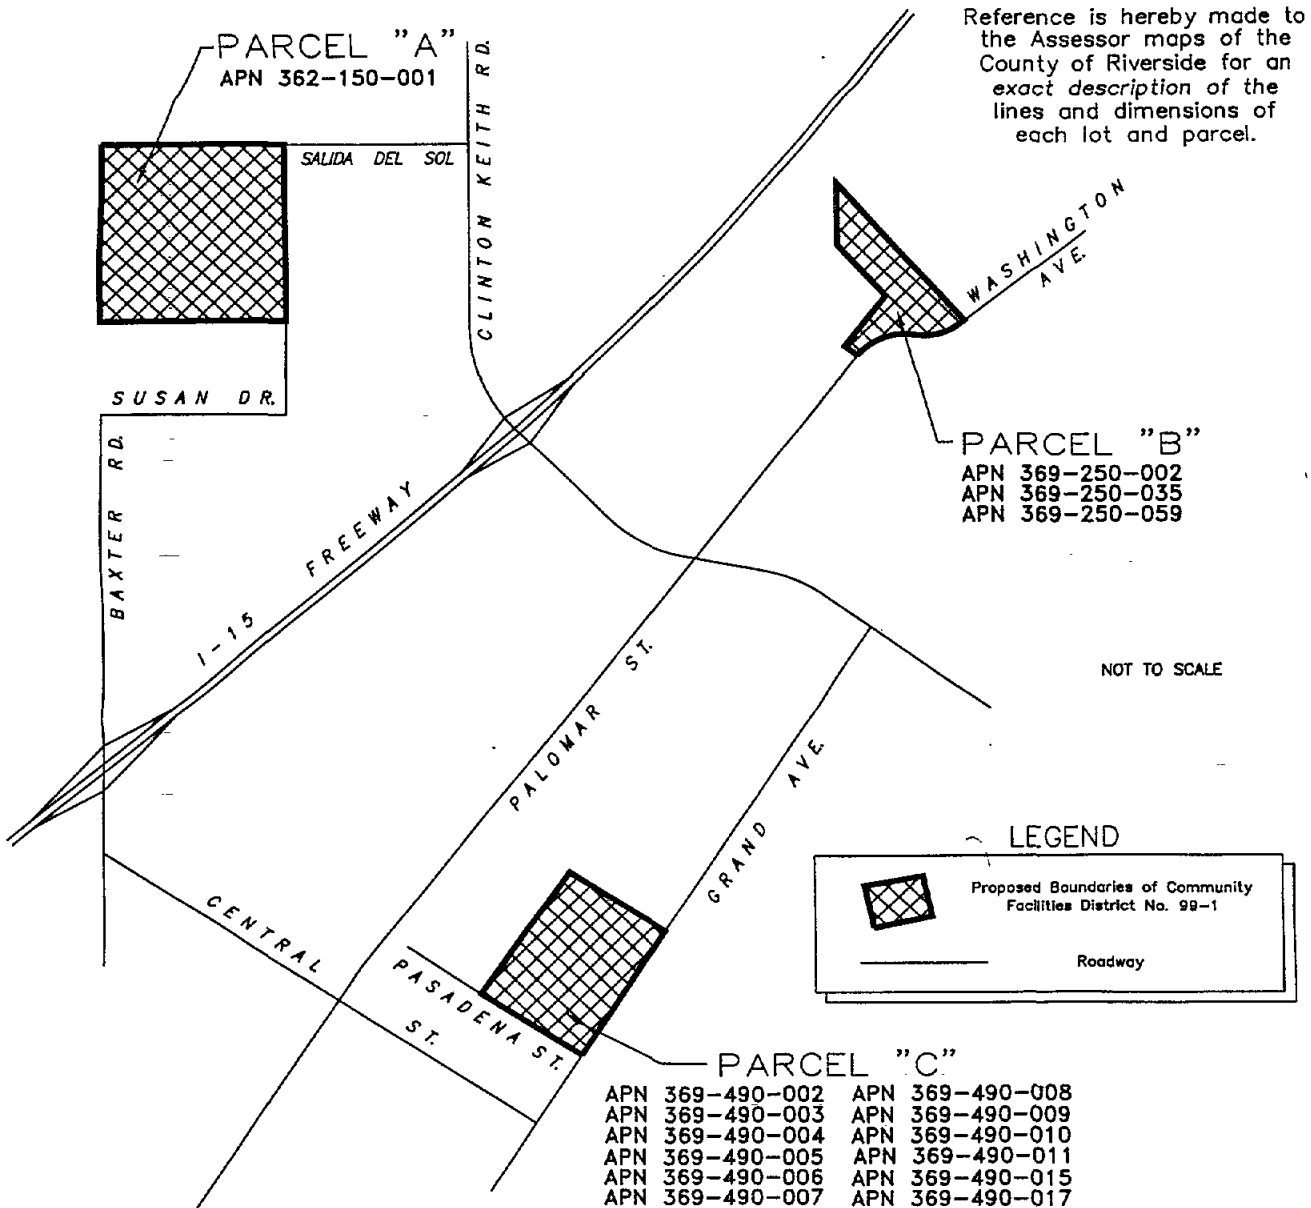 PARCEL "A"
APN 362-150-001
Reference is hereby made to
the Assessor maps of the
County of Riverside for an
exact description of the
lines and dimensions of
each lot and parcel.
SALIDA DEL SOL
CLINTON KEITH RD.
WASHINGTON
AVE.
SUSAN DR.
BAXTER RD.
I-15 FREEWAY
PARCEL "B"
APN 369-250-002
APN 369-250-035
APN 369-250-059
PALOMAR ST.
NOT TO SCALE
GRAND AVE.
CENTRAL
ST.
PASADENA ST.
LEGEND
Proposed Boundaries of Community
Facilities District No. 99-1
Roadway
PARCEL "C"
APN 369-490-002 APN 369-490-008
APN 369-490-003 APN 369-490-009
APN 369-490-004 APN 369-490-010
APN 369-490-005 APN 369-490-011
APN 369-490-006 APN 369-490-015
APN 369-490-007 APN 369-490-017